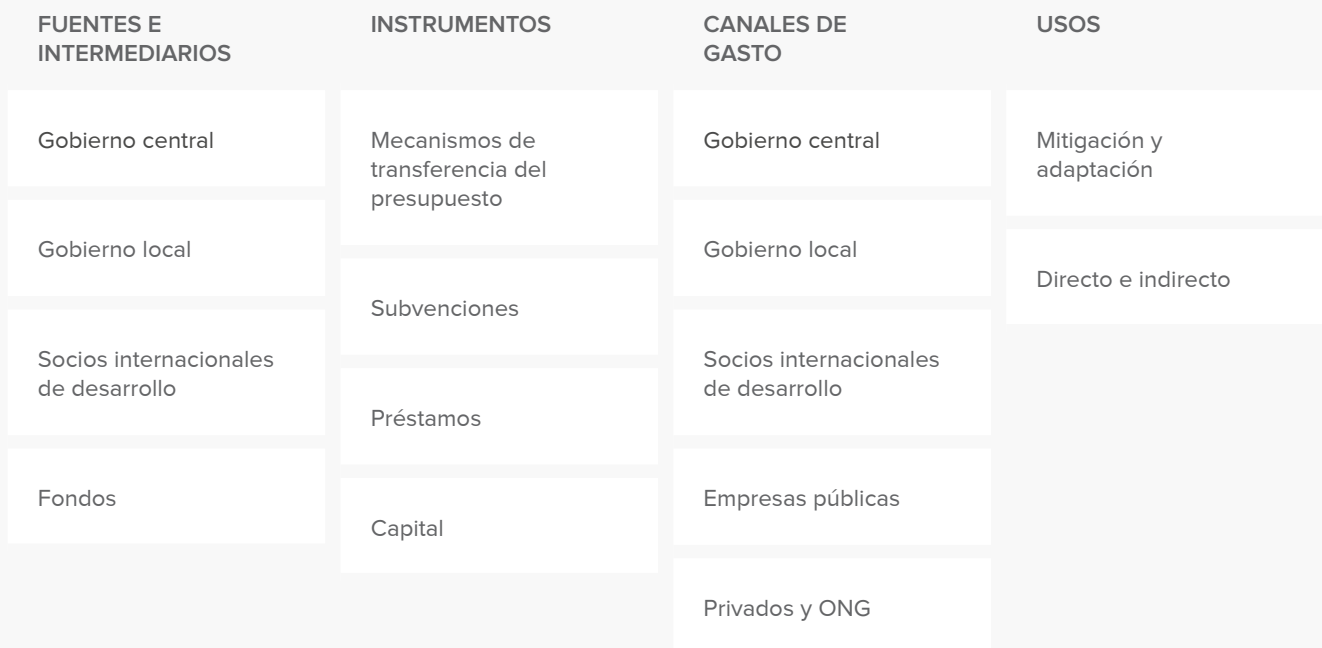 FUENTES E
INTERMEDIARIOS
Gobierno central
Gobierno local
Socios internacionales
de desarrollo
Fondos
INSTRUMENTOS
Mecanismos de
transferencia del
presupuesto
Subvenciones
Préstamos
Capital
CANALES DE
GASTO
Gobierno central
Gobierno local
Socios internacionales
de desarrollo
Empresas públicas
Privados y ONG
USOS
Mitigación y
adaptación
Directo e indirecto